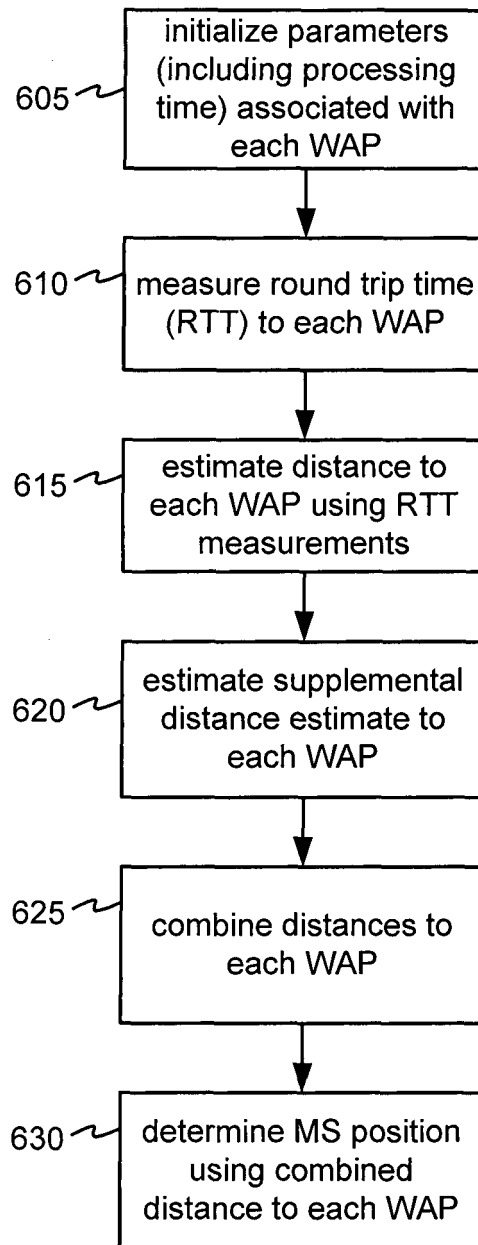 605
initialize parameters
(including processing
time) associated with
each WAP
610
measure round trip time
(RTT) to each WAP
615
estimate distance to
each WAP using RTT
measurements
620
estimate supplemental
distance estimate to
each WAP
625
combine distances to
each WAP
630
determine MS position
using combined
distance to each WAP